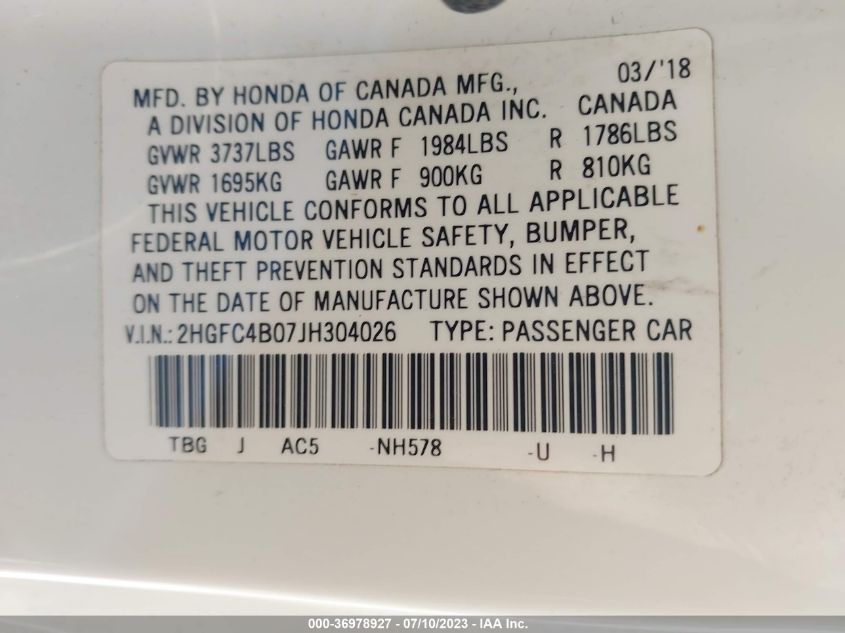 MFD. BY HONDA OF CANADA MFG., 03/'18
A DIVISION OF HONDA CANADA INC. CANADA
GVWR 3737LBS GAWR F 1984LBS R 1786LBS
GVWR 1695KG GAWR F 900KG R 810KG
THIS VEHICLE CONFORMS TO ALL APPLICABLE
FEDERAL MOTOR VEHICLE SAFETY, BUMPER,
AND THEFT PREVENTION STANDARDS IN EFFECT
ON THE DATE OF MANUFACTURE SHOWN ABOVE.
V.I.N.: 2HGFC4B07JH304026 TYPE: PASSENGER CAR
TBG J AC5 -NH578 -U -H
000-36978927 - 07/10/2023 - IAA Inc.